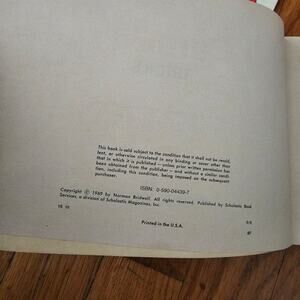 This book is sold subject to the condition that it shall not be resold,
lent, or otherwise circulated in any binding or cover other than
that in which it is published — unless prior written permission has
been obtained from the publisher — and without a similar condi-
tion, including this condition, being imposed on the subsequent
purchaser.
ISBN: 0-590-04439-7
Copyright © 1969 by Norman Bridwell. All rights reserved. Published by Scholastic Book
Services, a division of Scholastic Magazines, Inc.
Printed in the U.S.A.
07